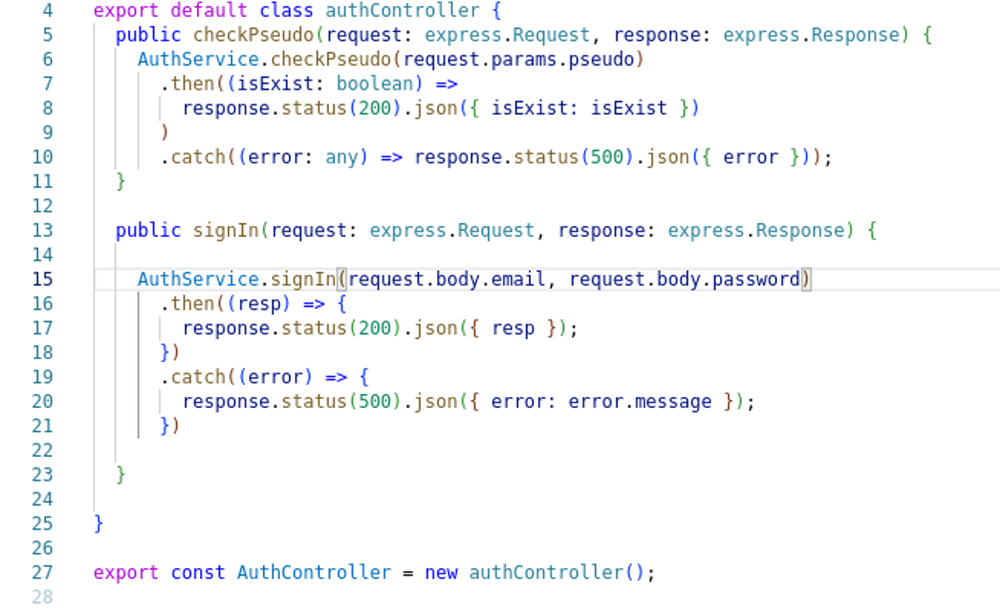 4 export default class authController {
5 public checkPseudo(request: express.Request, response: express.Response) {
6 AuthService.checkPseudo(request.params.pseudo)
7 .then((isExist: boolean) =>
8 response.status(200).json({ isExist: isExist })
9 )
10 .catch((error: any) => response.status(500).json({ error }));
11 }
12
13 public signIn(request: express.Request, response: express.Response) {
14
15 AuthService.signIn(request.body.email, request.body.password)
16 .then((resp) => {
17 response.status(200).json({ resp });
18 })
19 .catch((error) => {
20 response.status(500).json({ error: error.message });
21 })
22
23 }
24
25 }
26
27 export const AuthController = new authController();
28